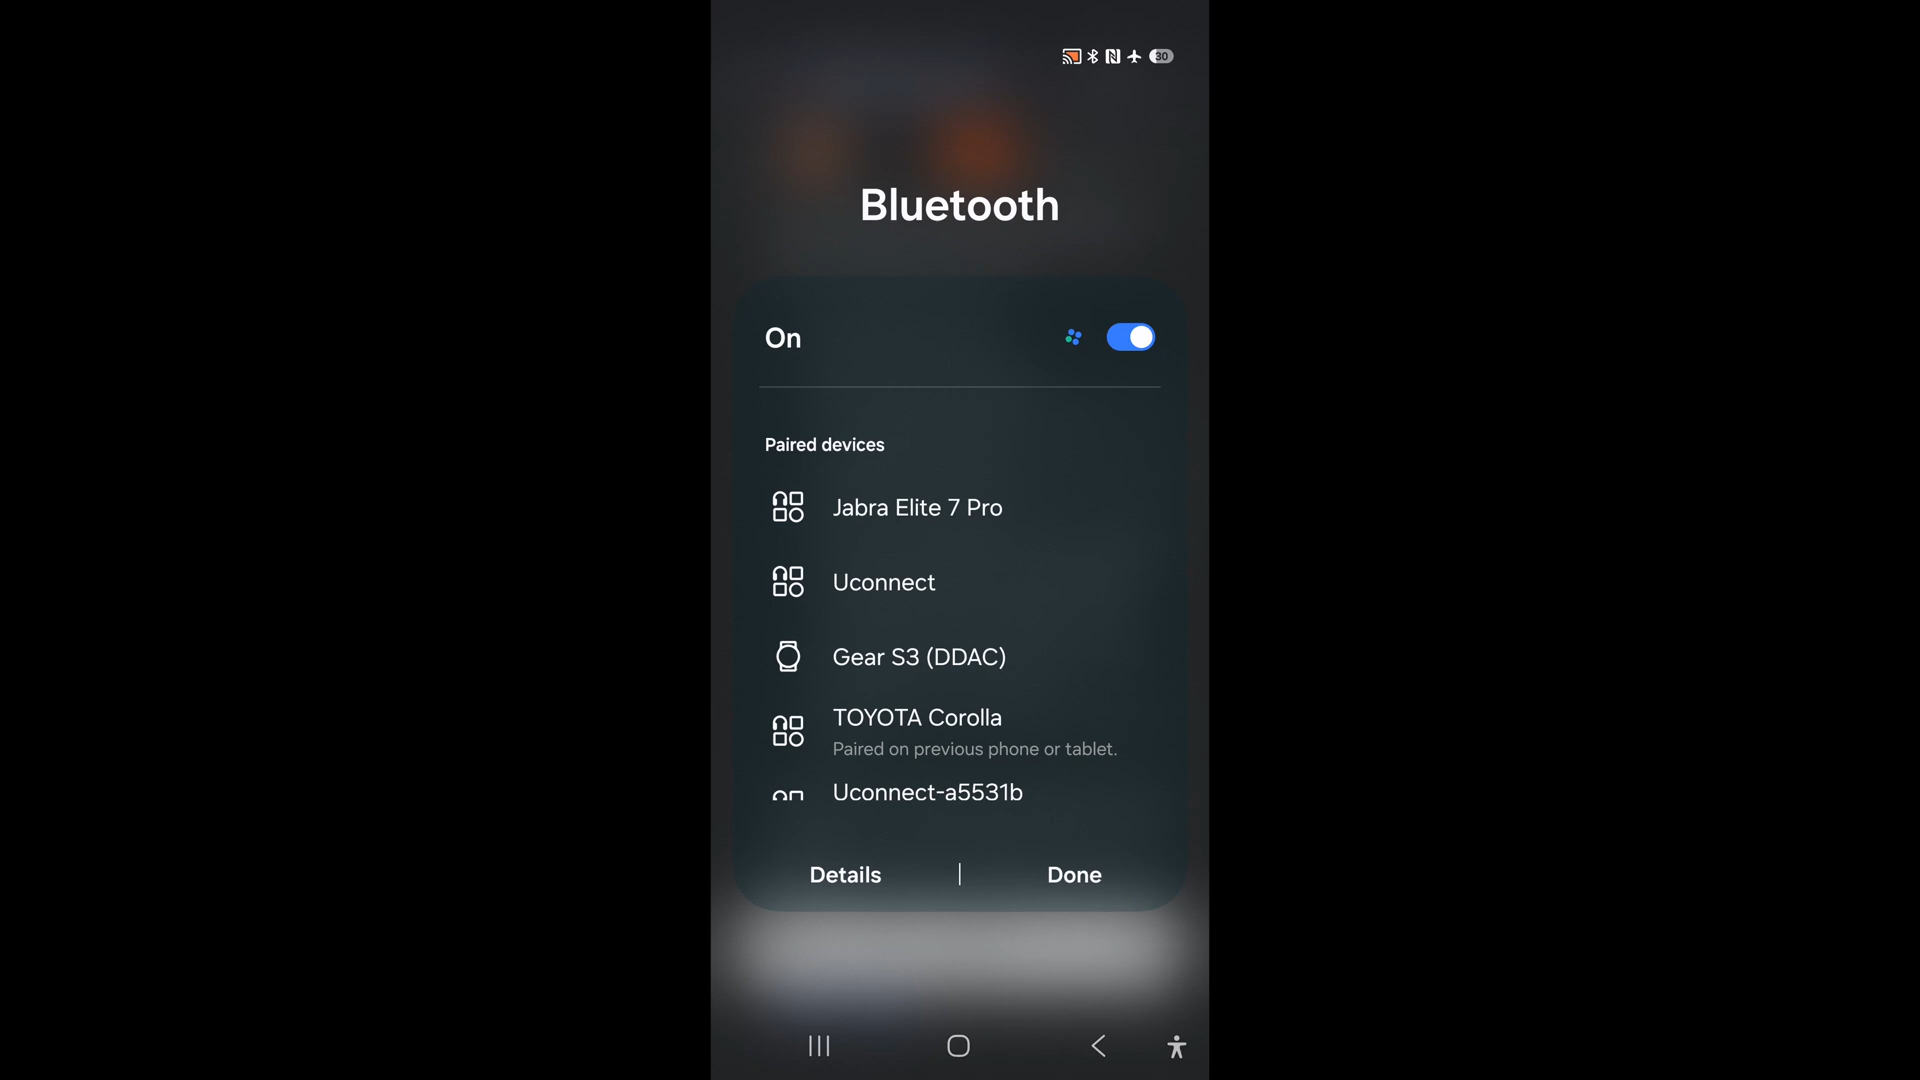 30
Bluetooth
On
Paired devices
Jabra Elite 7 Pro
Uconnect
Gear S3 (DDAC)
TOYOTA Corolla
Paired on previous phone or tablet.
Uconnect-a5531b
Details | Done